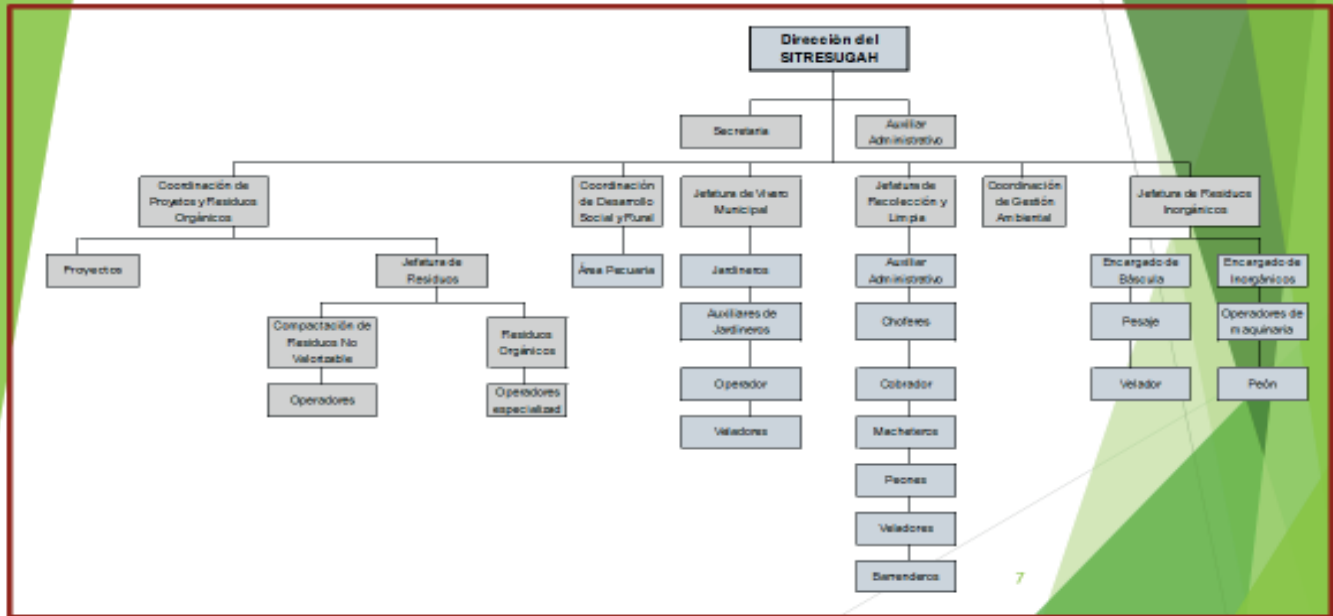 Dirección del
SITRESUGAH
Secretaria
Auxiliar
Administrativo
Coordinación de
Proyetos y Residuos
Orgánicos
Coordinación
de Desarrollo
Social y Rural
Jefatura de Vivero
Municipal
Jefatura de
Recolección y
Limpia
Coordinación
de Gestión
Ambiental
Jefatura de Residuos
Inorgánicos
Proyectos
Jefatura de
Residuos
Área Pecuaria
Jardineros
Auxiliar
Administrativo
Encargado de
Báscula
Encargado de
Inorgánicos
Compactación de
Residuos No
Valorizable
Residuos
Orgánicos
Auxiliares de
Jardineros
Choferes
Pesaje
Operadores de
maquinaria
Operadores
Operadores
especializad
Operador
Cobrador
Velador
Peón
Veladores
Macheteros
Peones
Veladores
Barrenderos
7